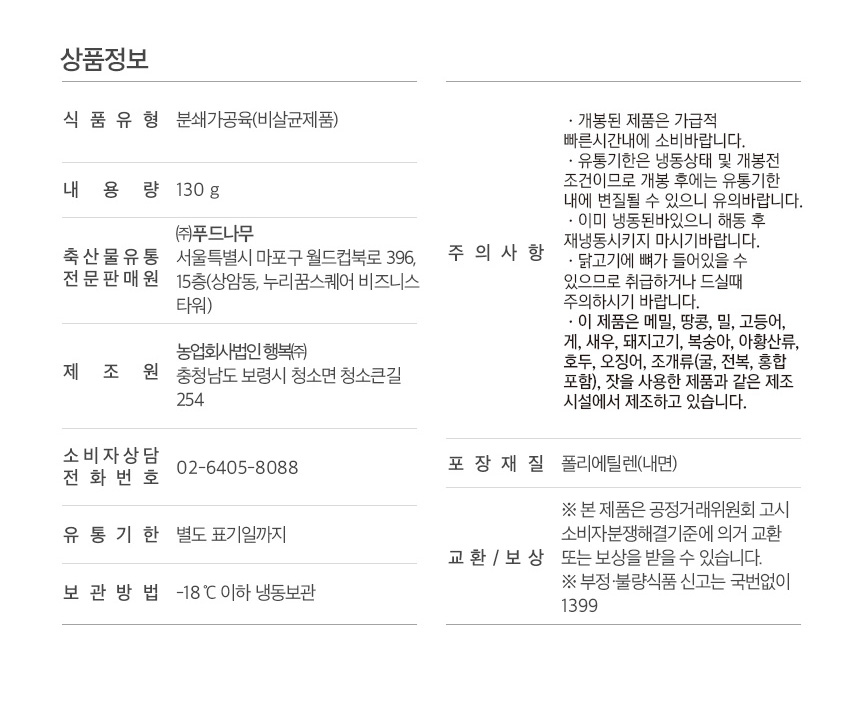 상품정보
식품유형 분쇄가공육(비살균제품)
내용량 130 g
축산물유통
전문판매원
㈜푸드나무
서울특별시 마포구 월드컵북로 396,
15층(상암동, 누리꿈스퀘어 비즈니스
타워)
제조원
농업회사법인 행복㈜
충청남도 보령시 청소면 청소큰길
254
소비자상담
전화번호
02-6405-8088
유통기한 별도 표기일까지
보관방법 -18℃ 이하 냉동보관
주의사항
· 개봉된 제품은 가급적
빠른시간내에 소비바랍니다.
· 유통기한은 냉동상태 및 개봉전
조건이므로 개봉 후에는 유통기한
내에 변질될 수 있으니 유의바랍니다.
· 이미 냉동된바있으니 해동 후
재냉동시키지 마시기바랍니다.
· 닭고기에 뼈가 들어있을 수
있으므로 취급하거나 드실때
주의하시기 바랍니다.
· 이 제품은 메밀, 땅콩, 밀, 고등어,
게, 새우, 돼지고기, 복숭아, 아황산류,
호두, 오징어, 조개류(굴, 전복, 홍합
포함), 잣을 사용한 제품과 같은 제조
시설에서 제조하고 있습니다.
포장재질 폴리에틸렌(내면)
교환/보상
※ 본 제품은 공정거래위원회 고시
소비자분쟁해결기준에 의거 교환
또는 보상을 받을 수 있습니다.
※ 부정·불량식품 신고는 국번없이
1399